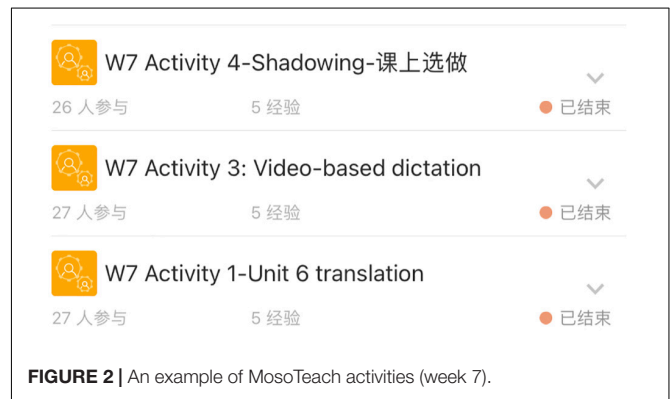 W7 Activity 4-Shadowing-课上选做
26 人参与 5 经验 已结束
W7 Activity 3: Video-based dictation
27 人参与 5 经验 已结束
W7 Activity 1-Unit 6 translation
27 人参与 5 经验 已结束
FIGURE 2 | An example of MosoTeach activities (week 7).